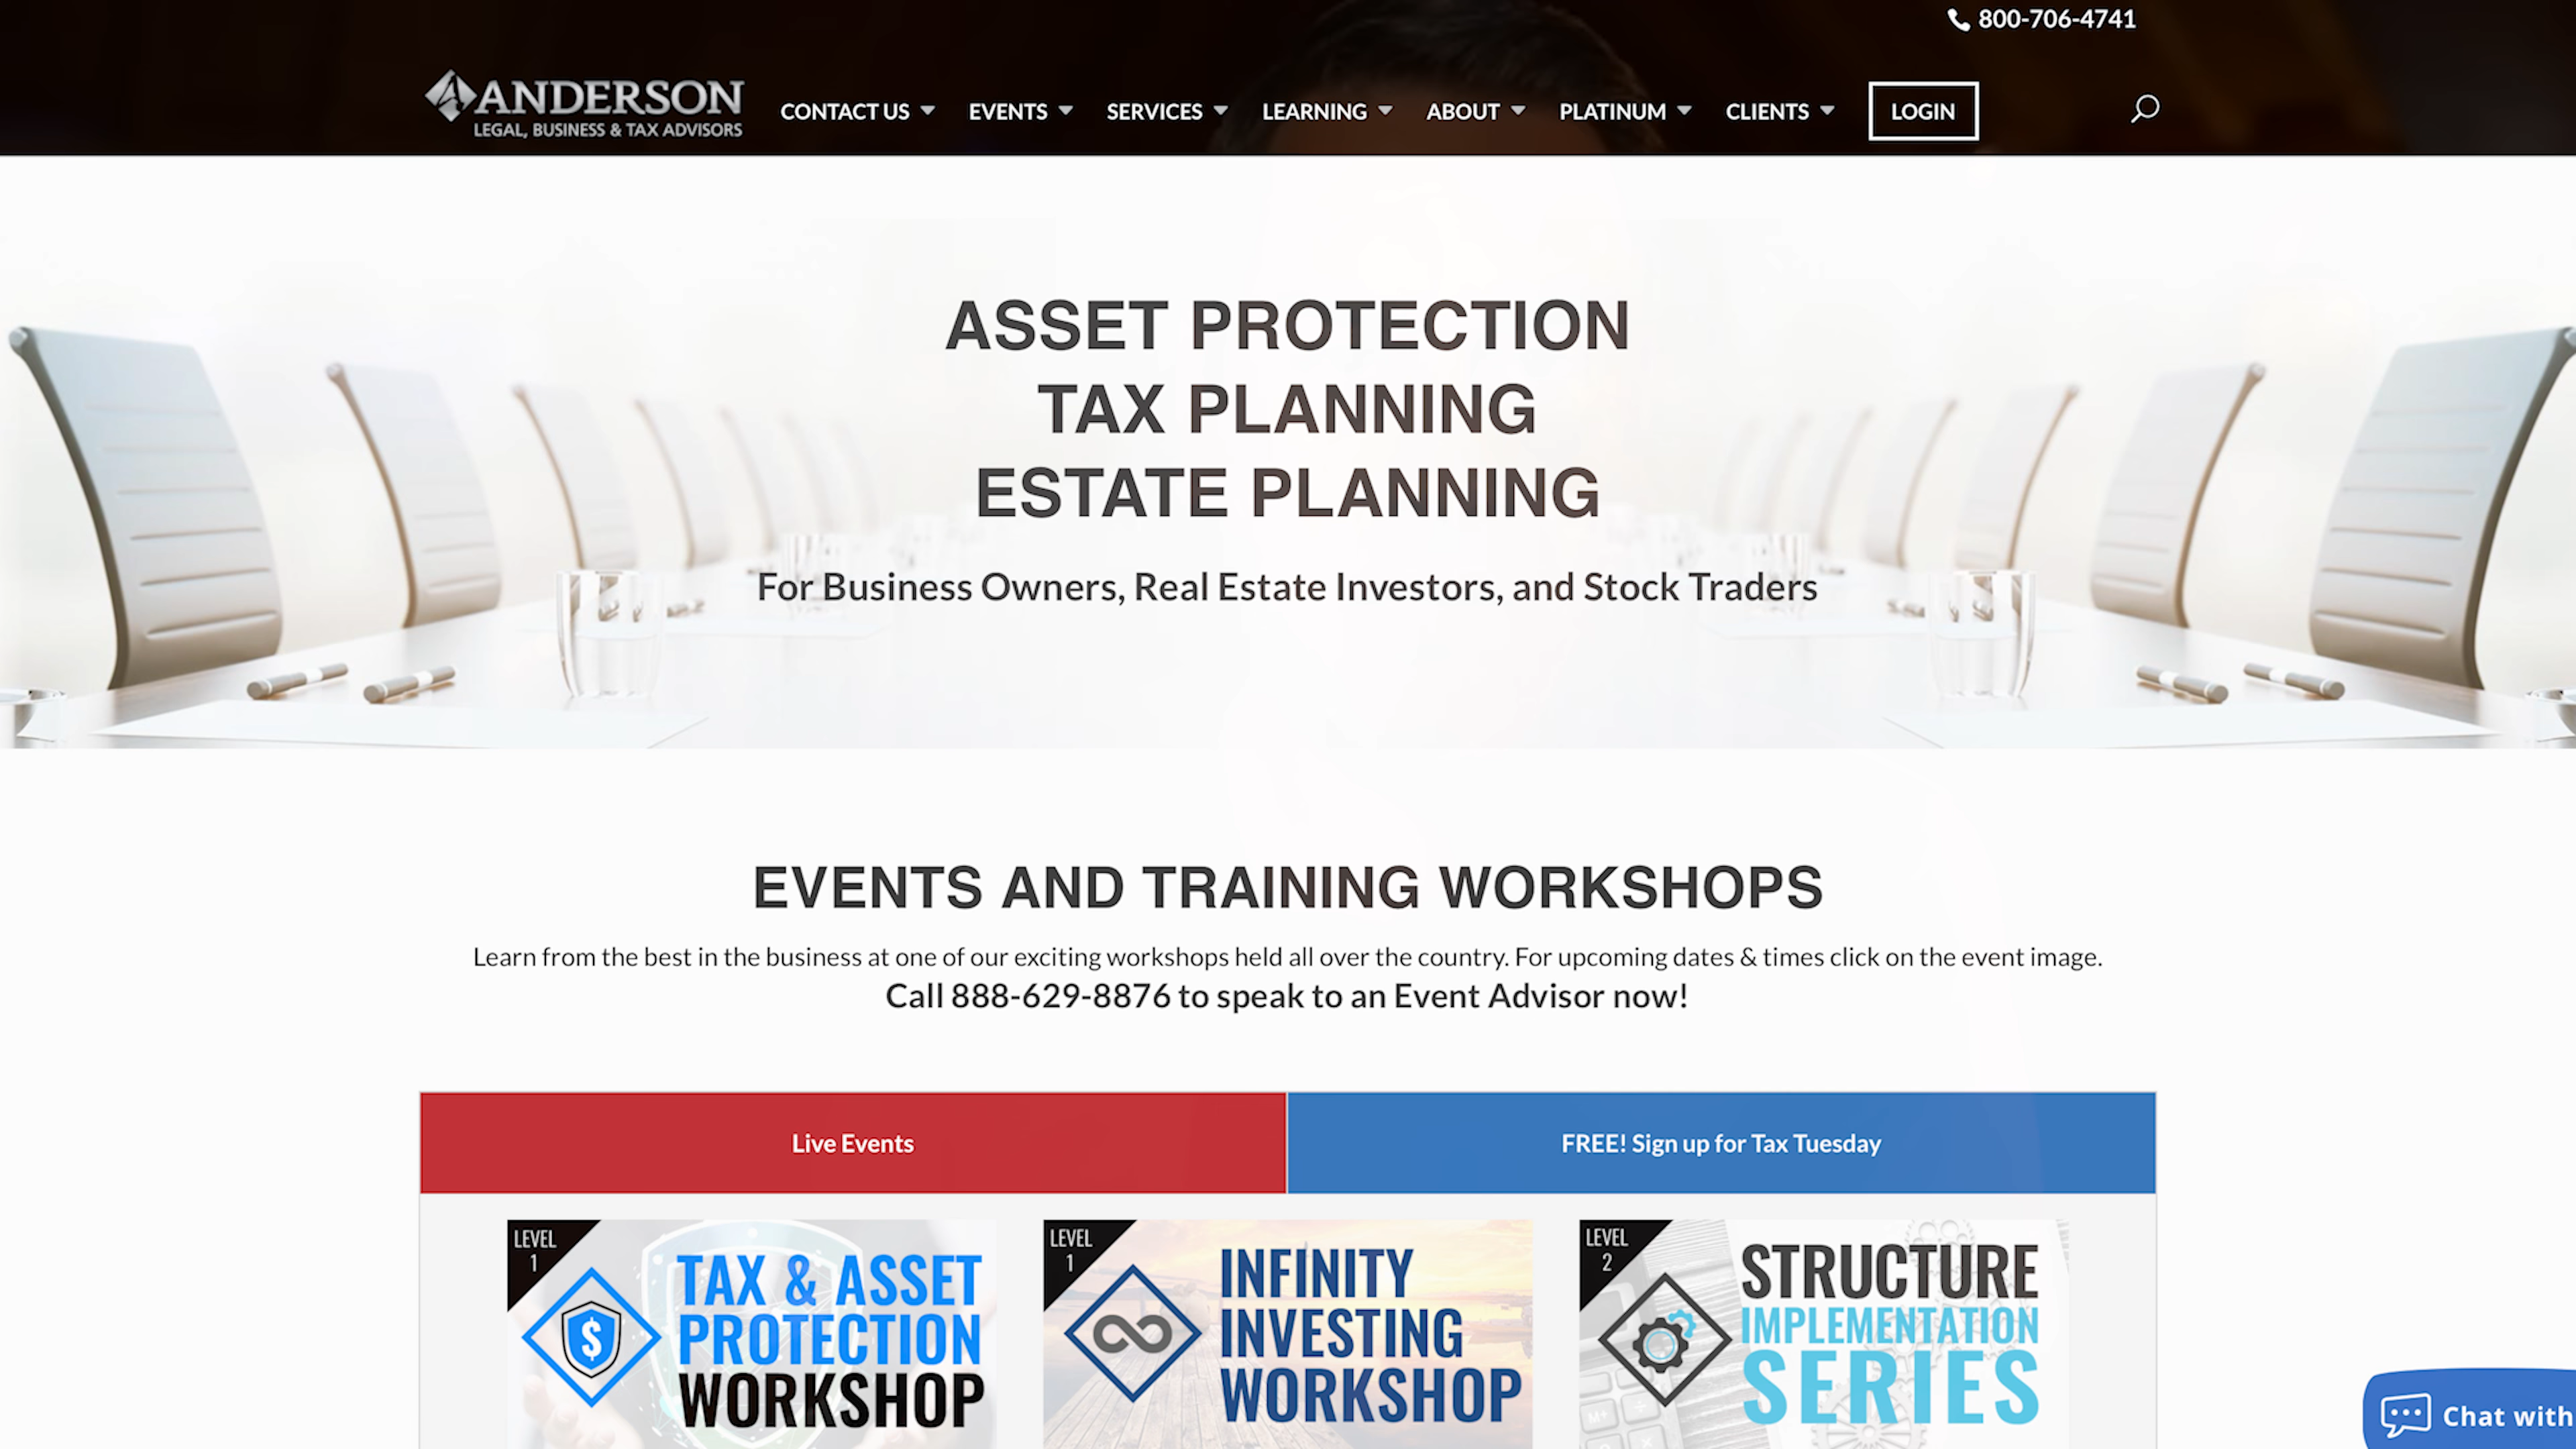 800-706-4741
ANDERSON
LEGAL, BUSINESS & TAX ADVISORS
CONTACT US
EVENTS
SERVICES
LEARNING
ABOUT
PLATINUM
CLIENTS
LOGIN
ASSET PROTECTION
TAX PLANNING
ESTATE PLANNING
For Business Owners, Real Estate Investors, and Stock Traders
EVENTS AND TRAINING WORKSHOPS
Learn from the best in the business at one of our exciting workshops held all over the country. For upcoming dates & times click on the event image.
Call 888-629-8876 to speak to an Event Advisor now!
Live Events
FREE! Sign up for Tax Tuesday
LEVEL
1
TAX & ASSET
PROTECTION
WORKSHOP
LEVEL
1
INFINITY
INVESTING
WORKSHOP
LEVEL
2
STRUCTURE
IMPLEMENTATION
SERIES
Chat with